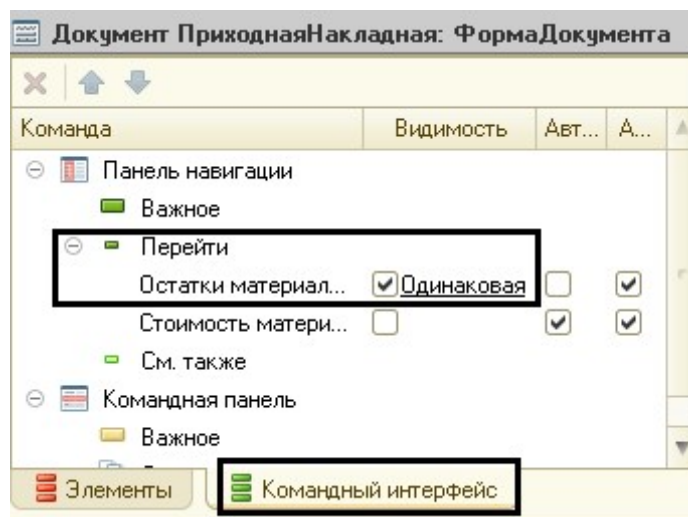 Документ ПриходнаяНакладная: ФормаДокумента
Команда Видимость Авт... А...
Панель навигации
Важное
Перейти
Остатки материал... Одинаковая
Стоимость матери...
См. также
Командная панель
Важное
Элементы Командный интерфейс